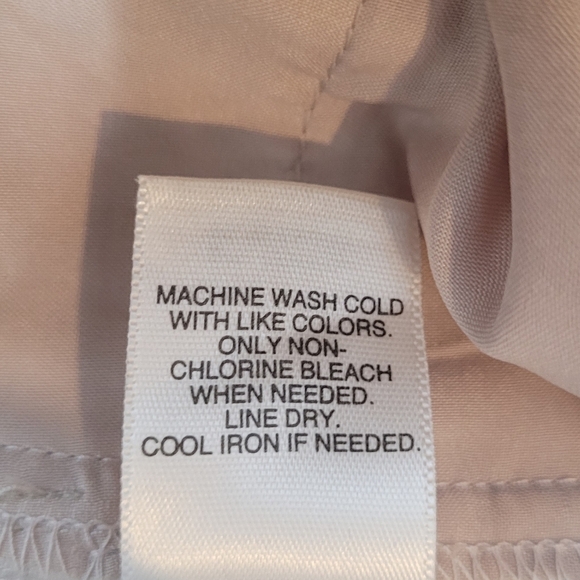 MACHINE WASH COLD
WITH LIKE COLORS.
ONLY NON-
CHLORINE BLEACH
WHEN NEEDED.
LINE DRY.
COOL IRON IF NEEDED.